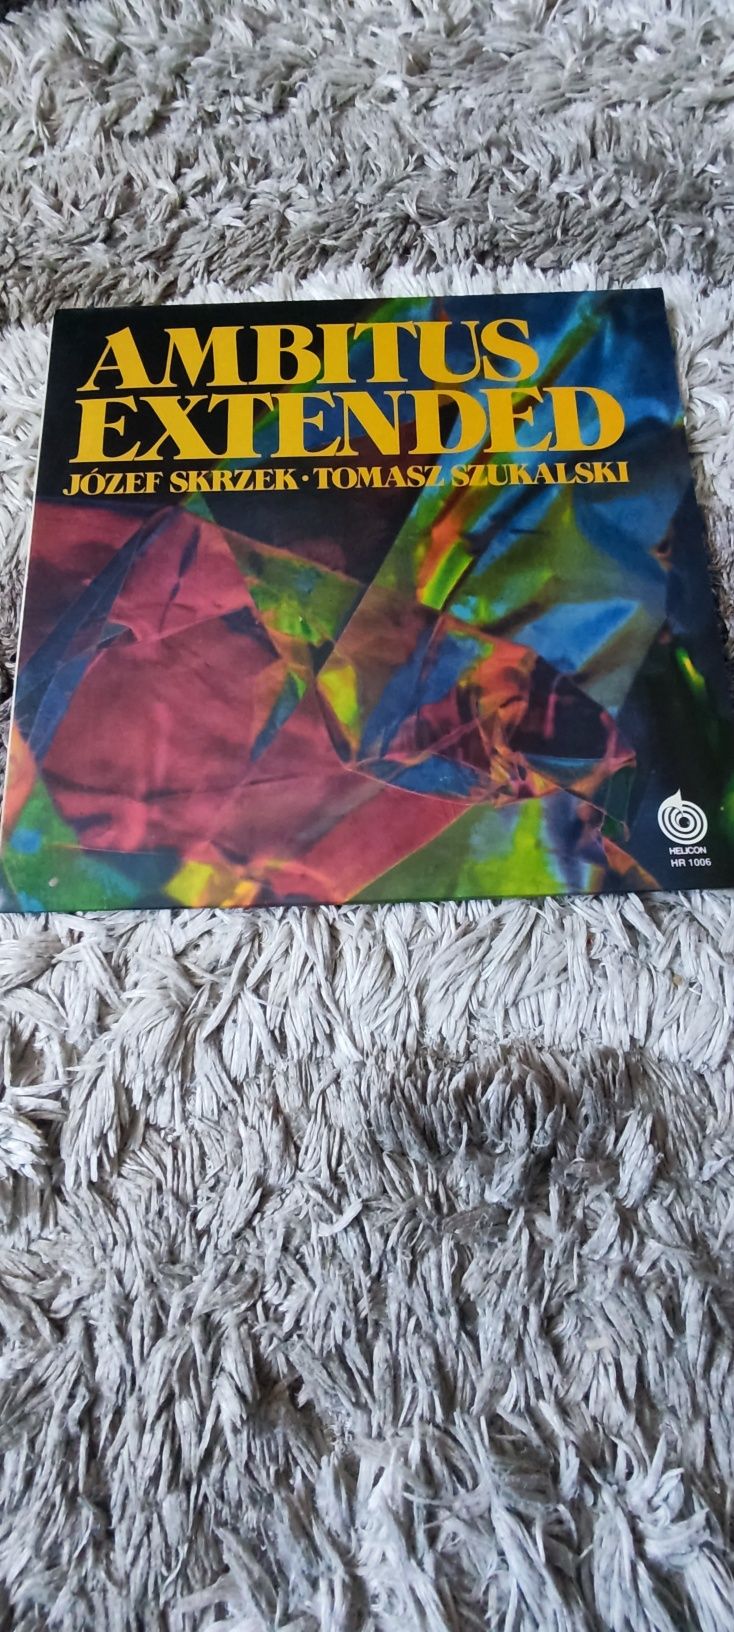 AMBITUS
EXTENDED
JÓZEF SKRZEK · TOMASZ SZUKALSKI
HELICON
HR 1006